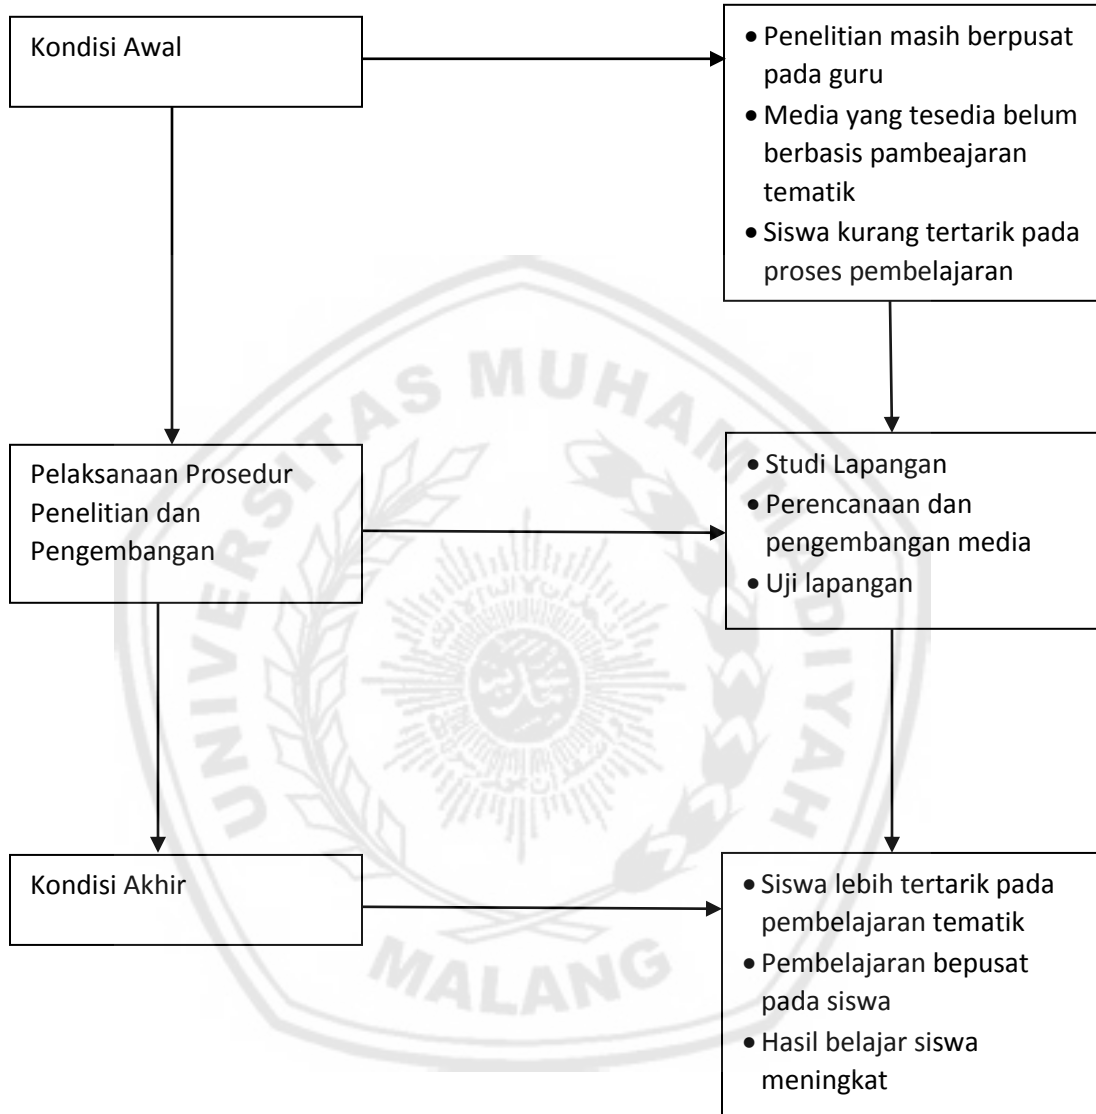 Kondisi Awal
• Penelitian masih berpusat
pada guru
• Media yang tesedia belum
berbasis pambeajaran
tematik
• Siswa kurang tertarik pada
proses pembelajaran
Pelaksanaan Prosedur
Penelitian dan
Pengembangan
• Studi Lapangan
• Perencanaan dan
pengembangan media
• Uji lapangan
Kondisi Akhir
• Siswa lebih tertarik pada
pembelajaran tematik
• Pembelajaran bepusat
pada siswa
• Hasil belajar siswa
meningkat
UNIVERSITAS MUHAMMADIYAH
MALANG